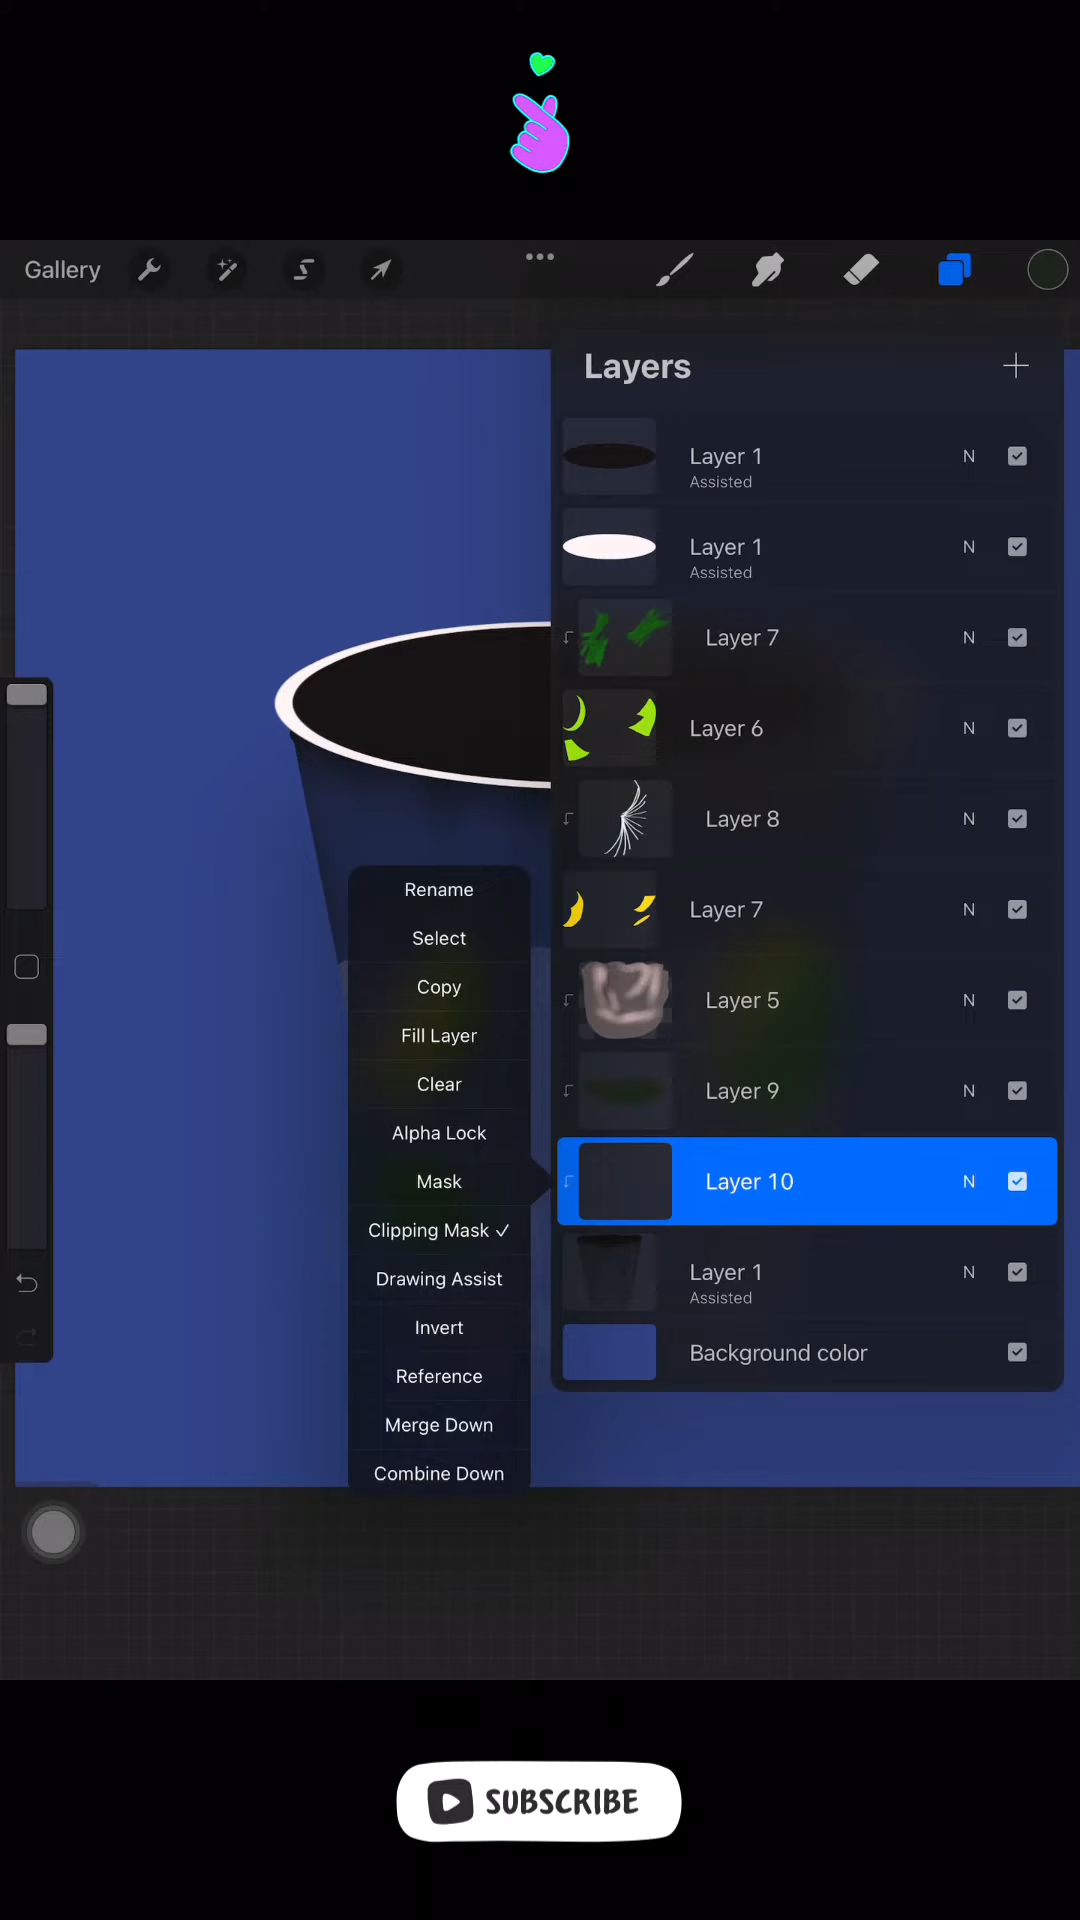 Gallery
Layers
Layer 1
N
Assisted
Layer 1
N
Assisted
Layer 7
N
Layer 6
N
Layer 8
N
Layer 7
N
Layer 5
N
Layer 9
N
Layer 10
N
Layer 1
N
Assisted
Background color
Rename
Select
Copy
Fill Layer
Clear
Alpha Lock
Mask
Clipping Mask ✓
Drawing Assist
Invert
Reference
Merge Down
Combine Down
SUBSCRIBE